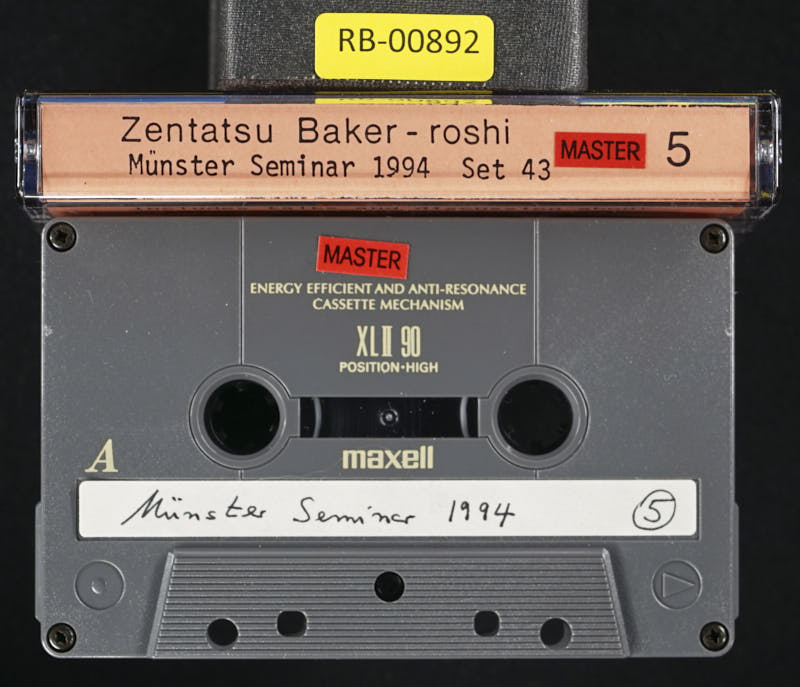 RB-00892
Zentatsu Baker-roshi
Münster Seminar 1994 Set 43
MASTER 5
MASTER
ENERGY EFFICIENT AND ANTI-RESONANCE
CASSETTE MECHANISM
XLII 90
POSITION·HIGH
A
maxell
Münster Seminar 1994 5